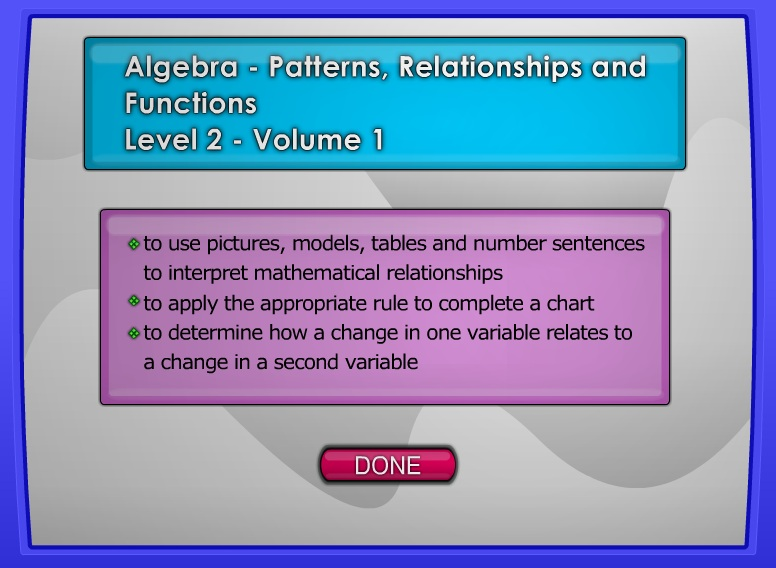 Algebra - Patterns, Relationships and
Functions
Level 2 - Volume 1
to use pictures, models, tables and number sentences
to interpret mathematical relationships
to apply the appropriate rule to complete a chart
to determine how a change in one variable relates to
a change in a second variable
DONE